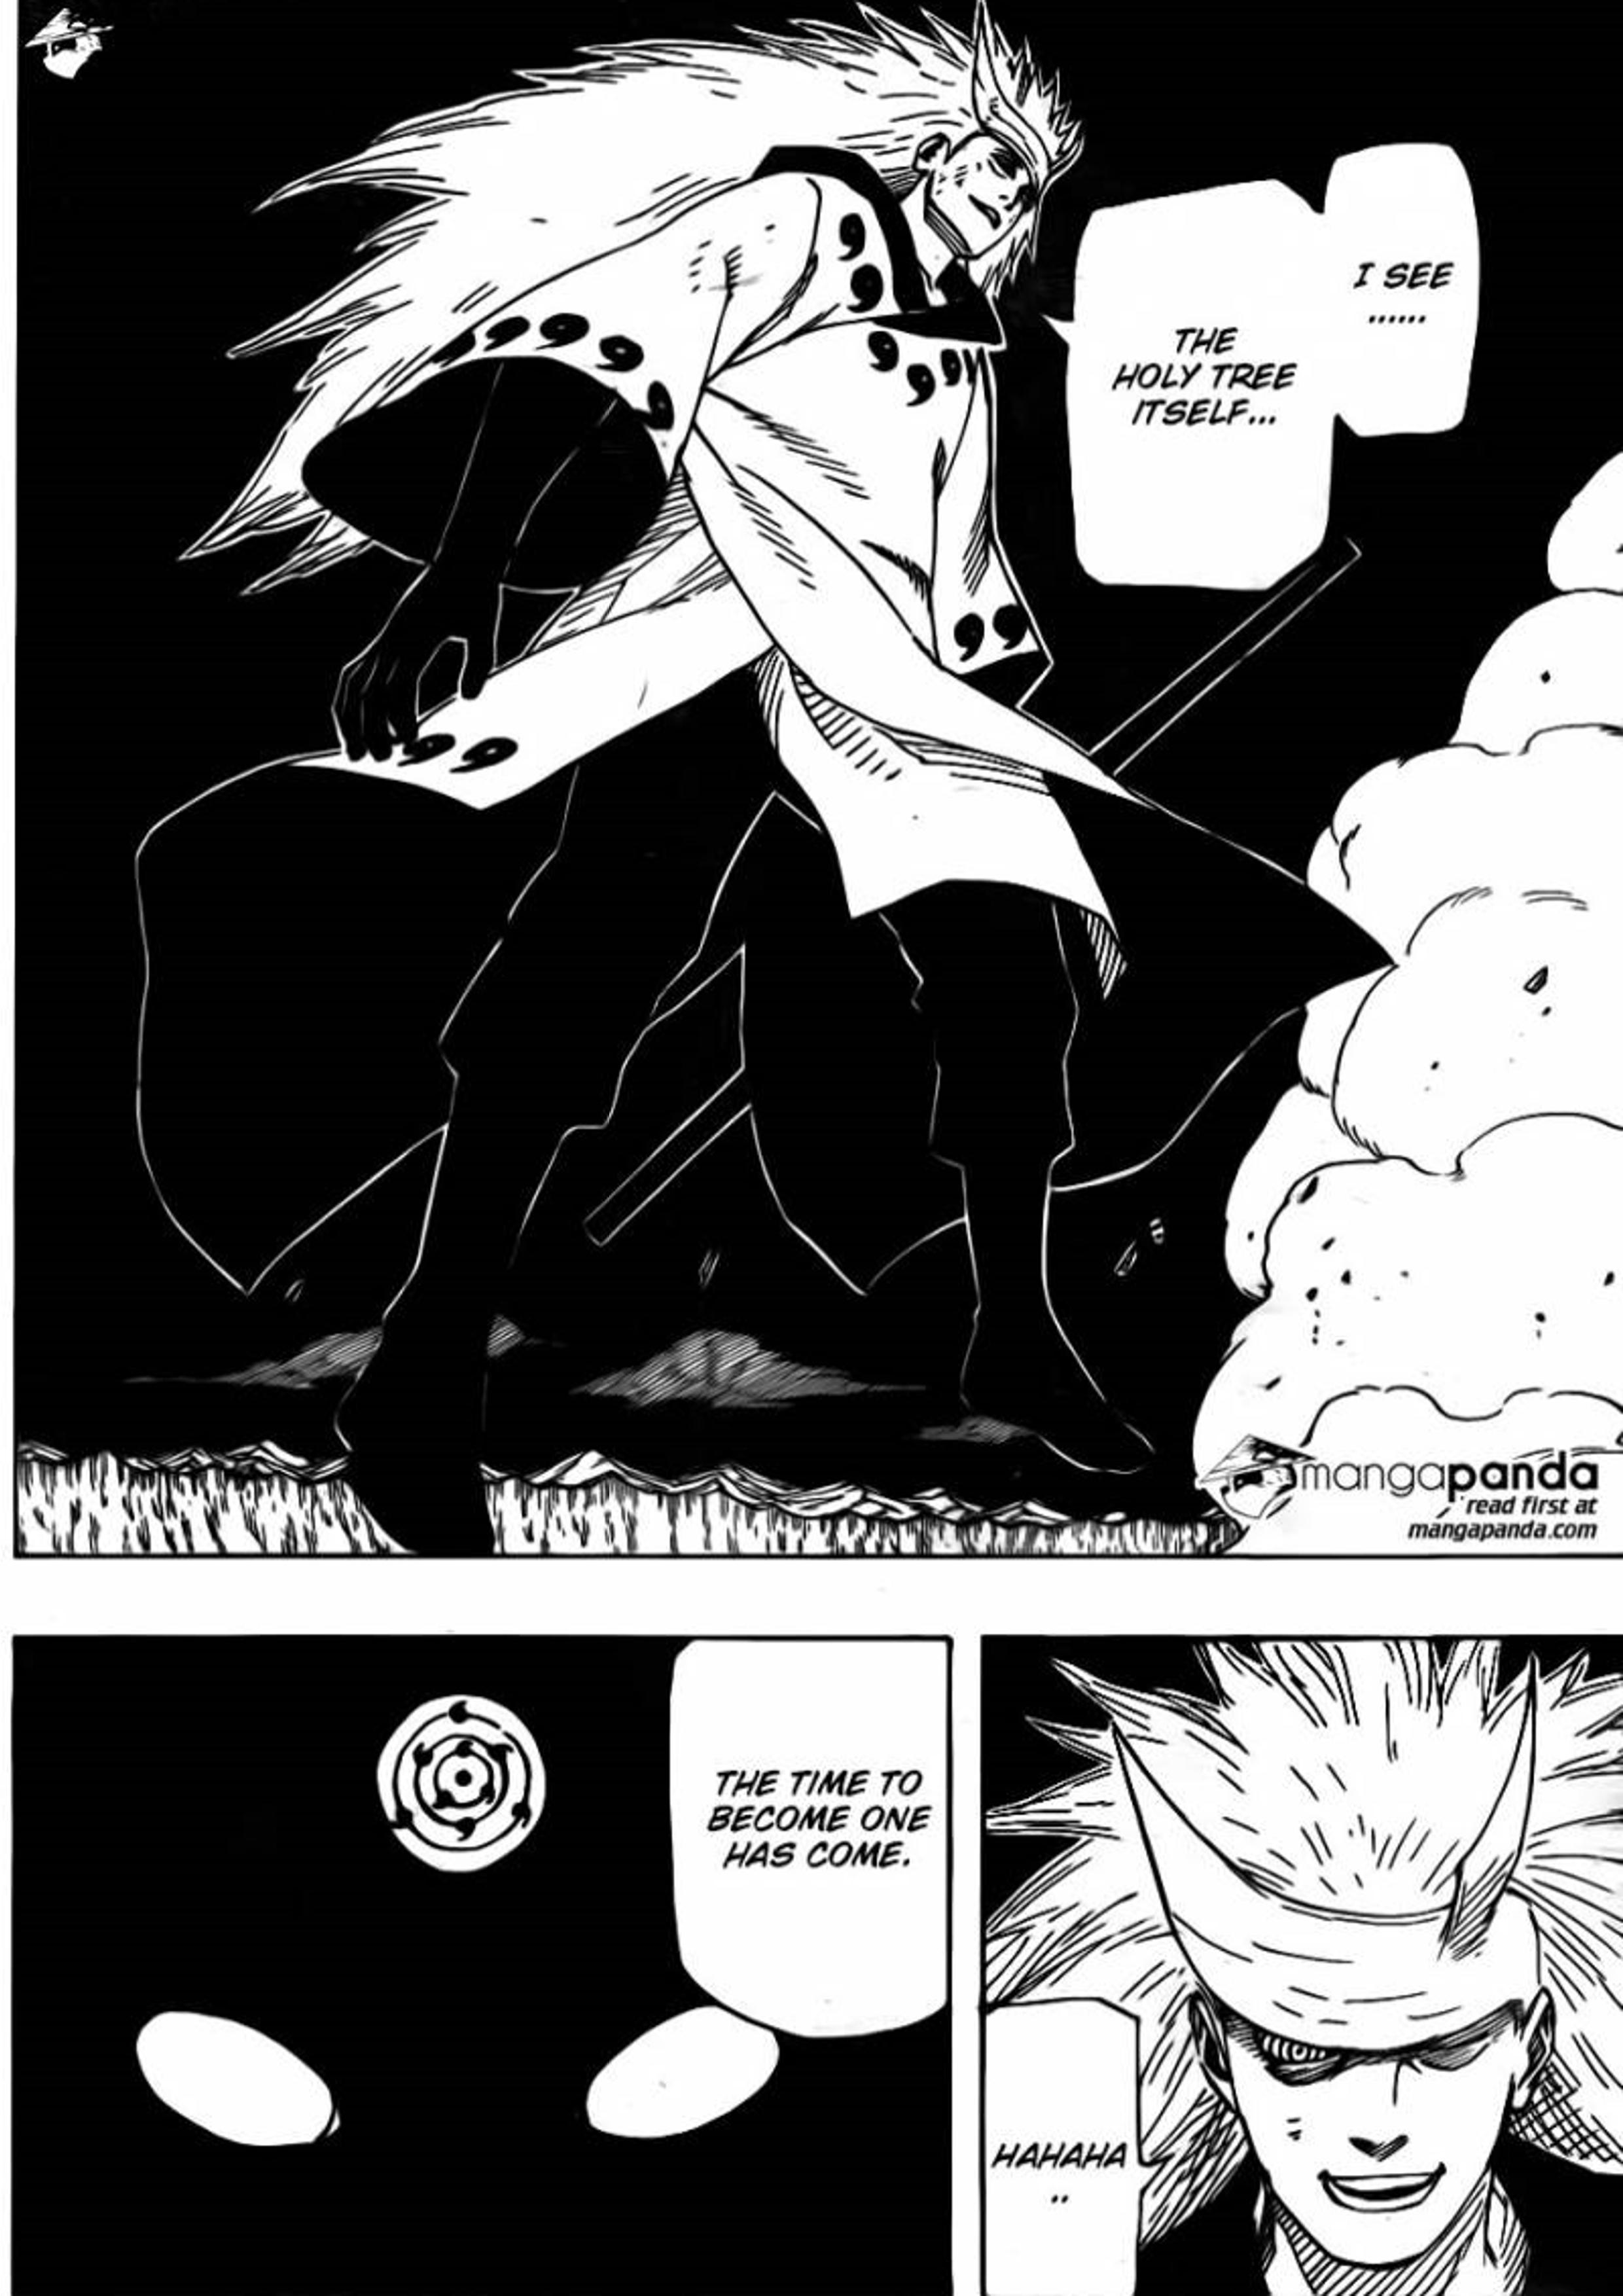 I SEE
......
THE
HOLY TREE
ITSELF...
mangapanda
read first at
mangapanda.com
HAHAHA
..
THE TIME TO
BECOME ONE
HAS COME.